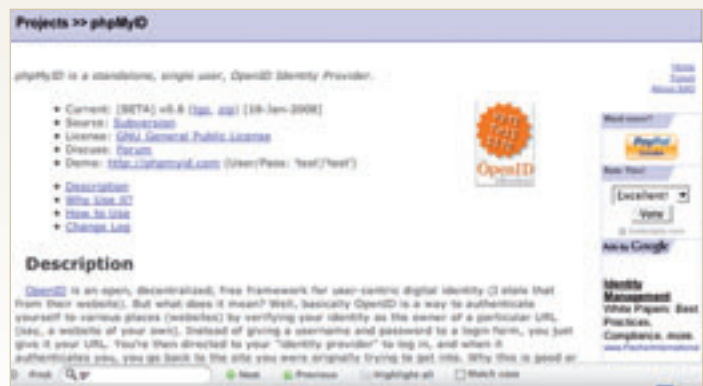 Projects >> phpMyID
phpMyID is a standalone, single user, OpenID Identity Provider.
Home
Forum
About
Current: [BETA] v0.6 (tgz, zip) [19-Jan-2008]
Source: Subversion
License: GNU General Public License
Discuss: Forum
Demo: http://phpmyid.com (User/Pass: 'test'/'test')
Description
Why Use it?
How to Use
Change Log
OpenID
PayPal
Rate This!
Excellent!
Vote
Ads by Google
Identity
Management
White Papers: Best
Practices,
Compliance, more.
Description
OpenID is an open, decentralized, free framework for user-centric digital identity (I stole that
from their website). But what does it mean? Well, basically OpenID is a way to authenticate
yourself to various places (websites) by verifying your identity as the owner of a particular URL
(say, a website of your own). Instead of giving a username and password to a login form, you just
give it your URL. You're then directed to your "identity provider" to log in, and when it
authenticates you, you go back to the site you were originally trying to get into. Why this is good or
Find: Next Previous Highlight all Match case